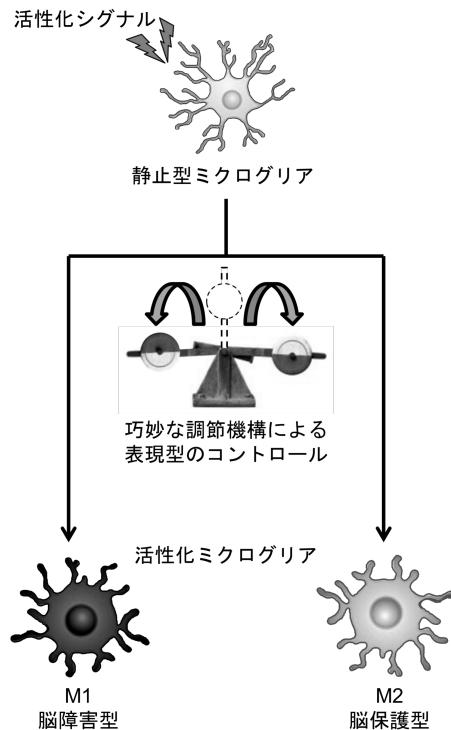 活性化シグナル
静止型ミクログリア
巧妙な調節機構による
表現型のコントロール
活性化ミクログリア
M1
脳障害型
M2
脳保護型